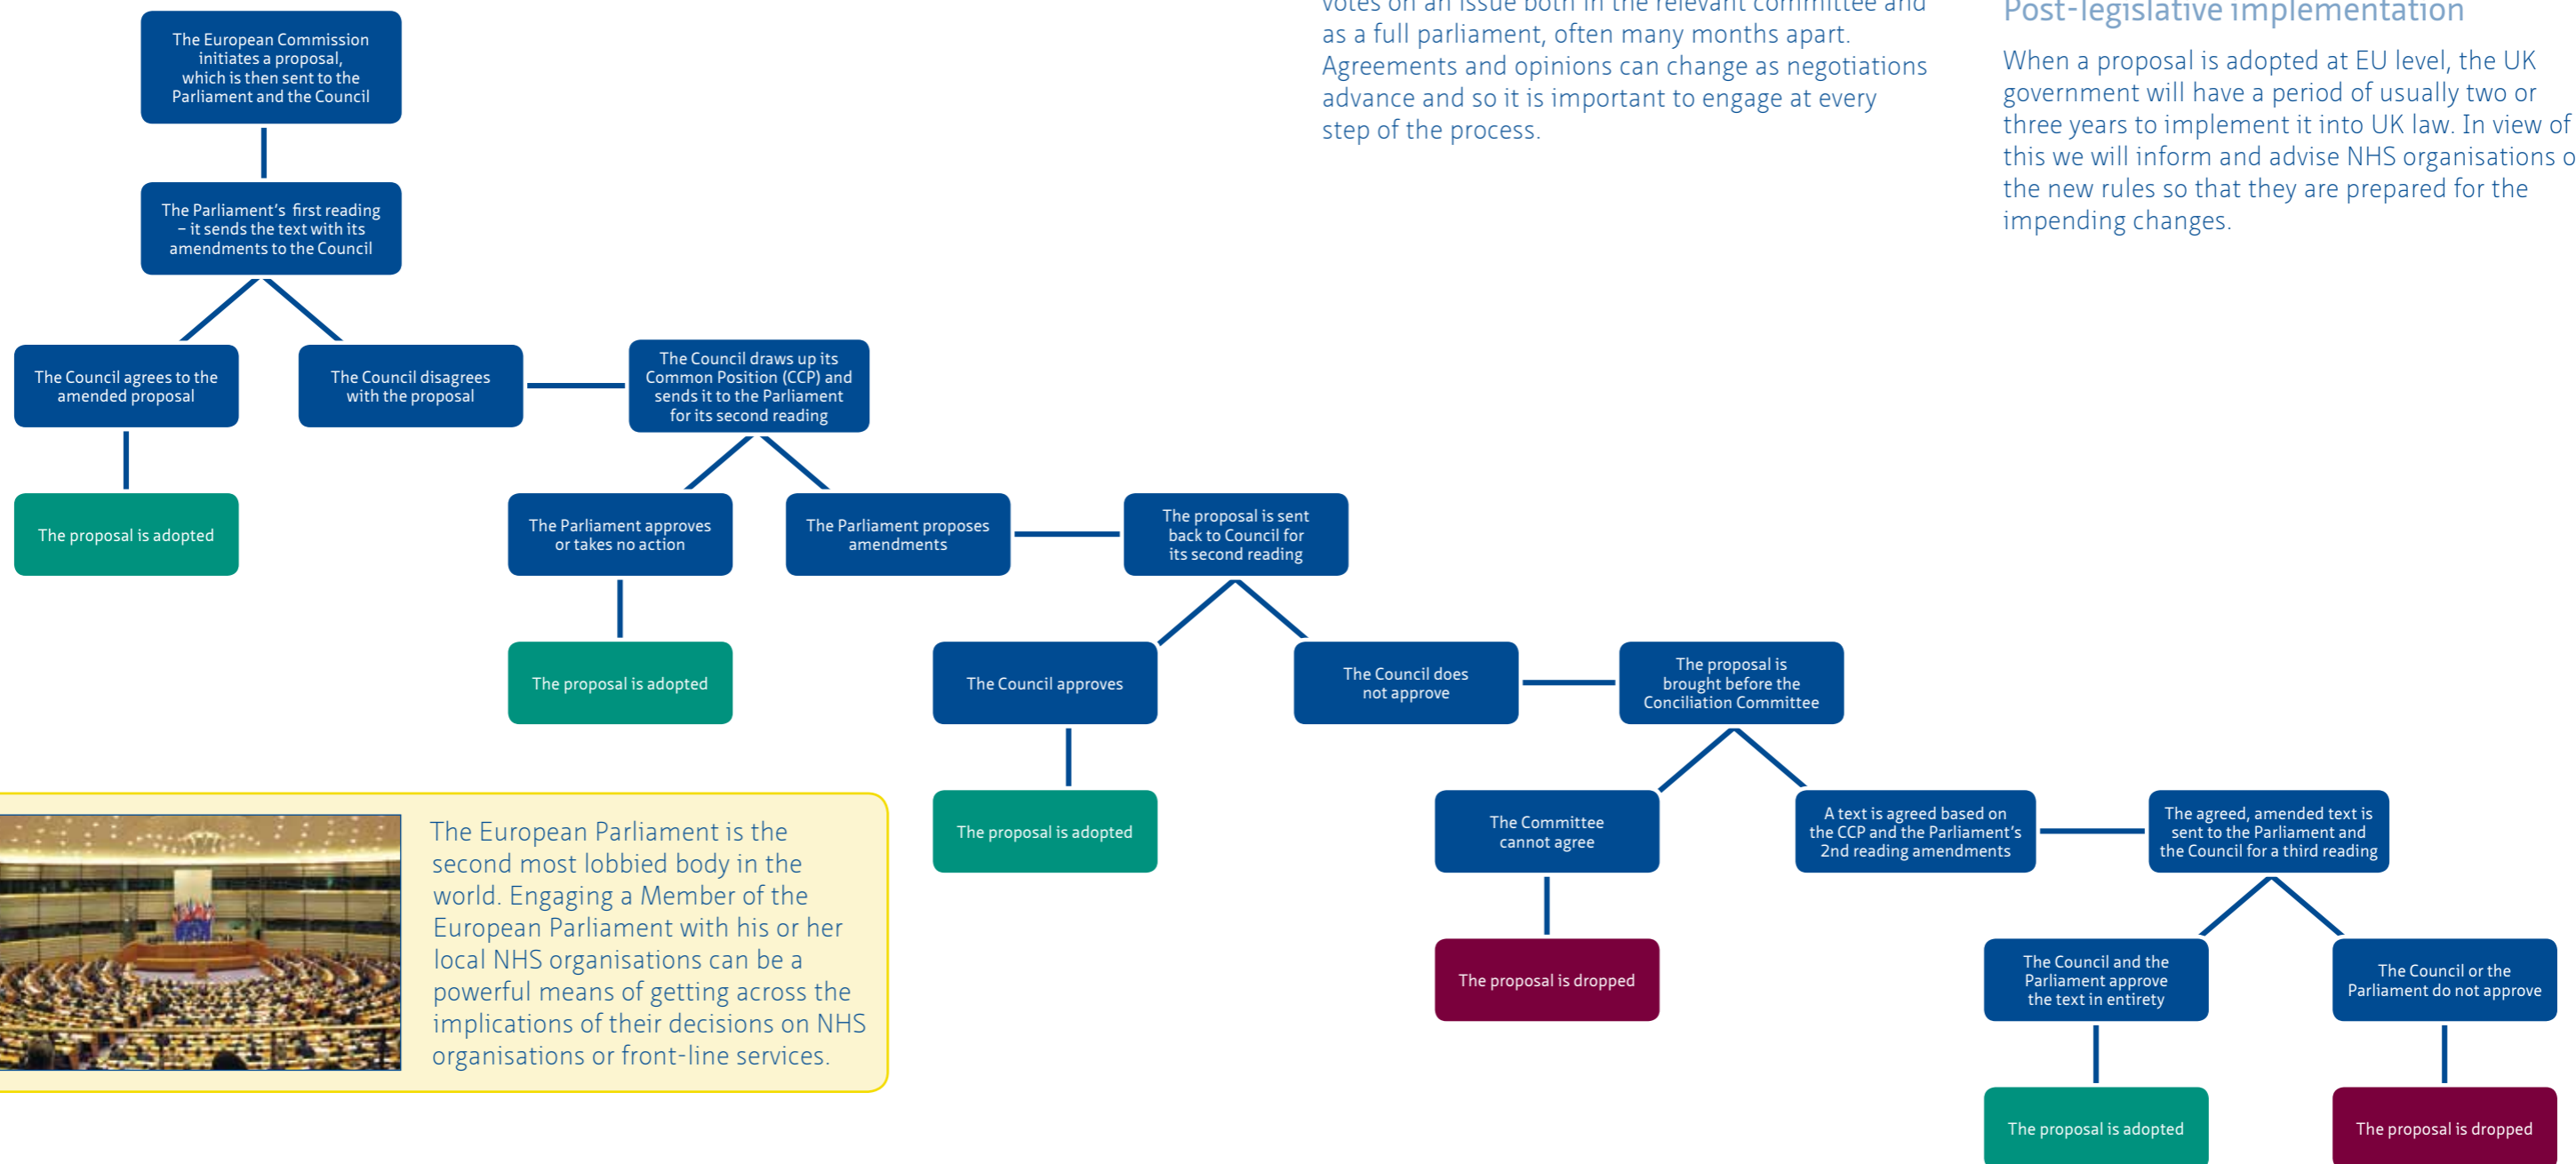 votes on an issue both in the relevant committee and
as a full parliament, often many months apart.
Agreements and opinions can change as negotiations
advance and so it is important to engage at every
step of the process.
Post-legislative implementation
When a proposal is adopted at EU level, the UK
government will have a period of usually two or
three years to implement it into UK law. In view of
this we will inform and advise NHS organisations
the new rules so that they are prepared for the
impending changes.
The European Commission
initiates a proposal,
which is then sent to the
Parliament and the Council
The Parliament's first reading
– it sends the text with its
amendments to the Council
The Council agrees to the
amended proposal
The Council disagrees
with the proposal
The Council draws up its
Common Position (CCP) and
sends it to the Parliament
for its second reading
The proposal is adopted
The Parliament approves
or takes no action
The Parliament proposes
amendments
The proposal is sent
back to Council for
its second reading
The proposal is adopted
The Council approves
The Council does
not approve
The proposal is
brought before the
Conciliation Committee
The proposal is adopted
The Committee
cannot agree
A text is agreed based on
the CCP and the Parliament's
2nd reading amendments
The agreed, amended text is
sent to the Parliament and
the Council for a third reading
The proposal is dropped
The Council and the
Parliament approve
the text in entirety
The Council or the
Parliament do not approve
The proposal is adopted
The proposal is dropped
The European Parliament is the
second most lobbied body in the
world. Engaging a Member of the
European Parliament with his or her
local NHS organisations can be a
powerful means of getting across the
implications of their decisions on NHS
organisations or front-line services.